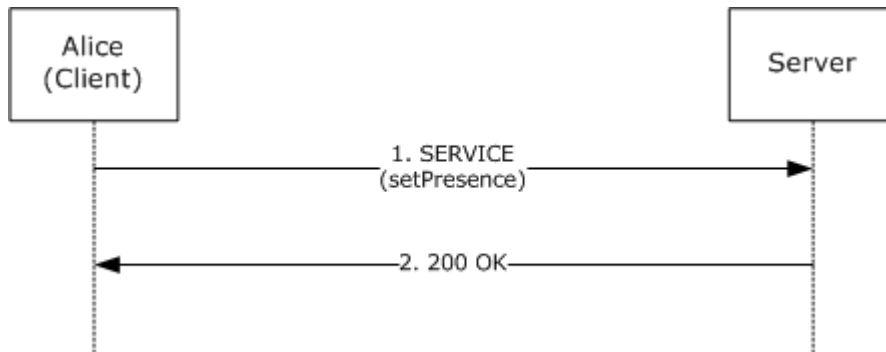 Alice
(Client)
Server
1. SERVICE
(setPresence)
2. 200 OK